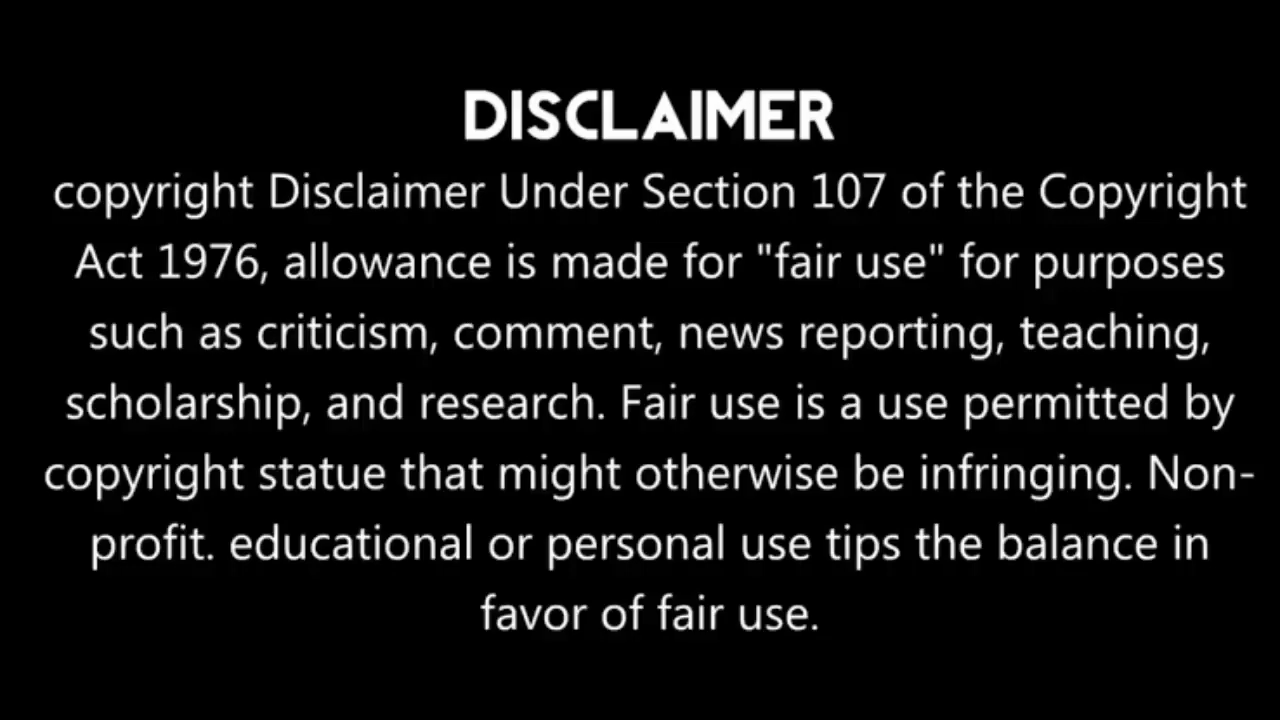 DISCLAIMER
copyright Disclaimer Under Section 107 of the Copyright
Act 1976, allowance is made for "fair use" for purposes
such as criticism, comment, news reporting, teaching,
scholarship, and research. Fair use is a use permitted by
copyright statue that might otherwise be infringing. Non-
profit. educational or personal use tips the balance in
favor of fair use.